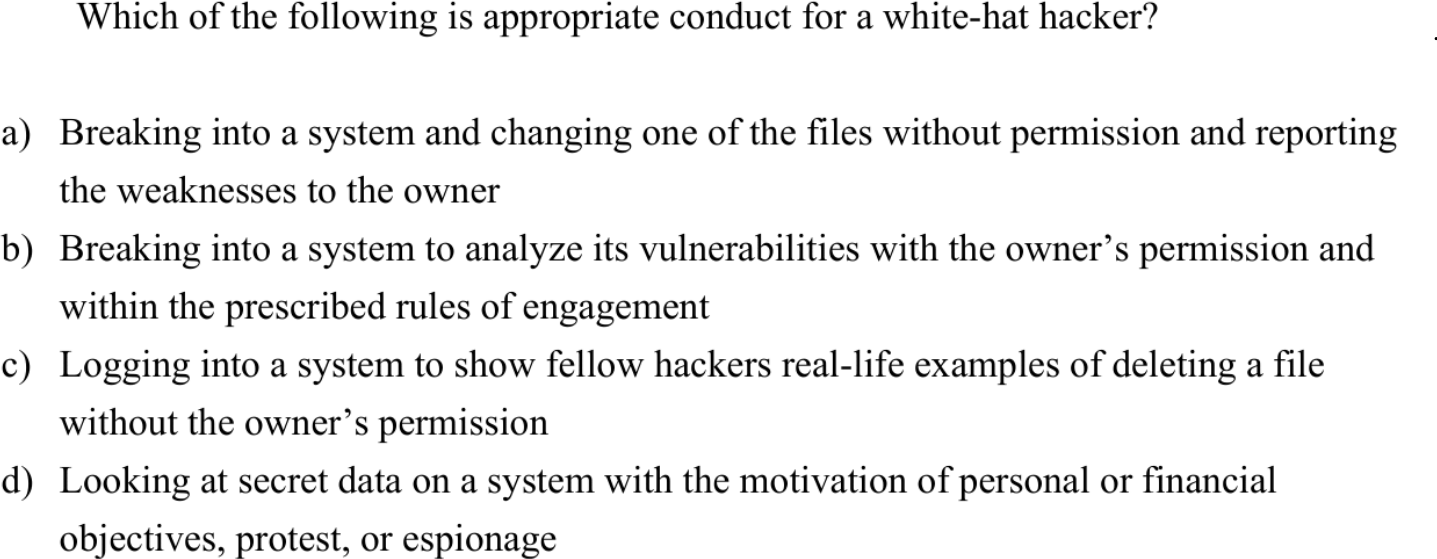 Which of the following is appropriate conduct for a white-hat hacker?
a) Breaking into a system and changing one of the files without permission and reporting
the weaknesses to the owner
b) Breaking into a system to analyze its vulnerabilities with the owner’s permission and
within the prescribed rules of engagement
c) Logging into a system to show fellow hackers real-life examples of deleting a file
without the owner’s permission
d) Looking at secret data on a system with the motivation of personal or financial
objectives, protest, or espionage